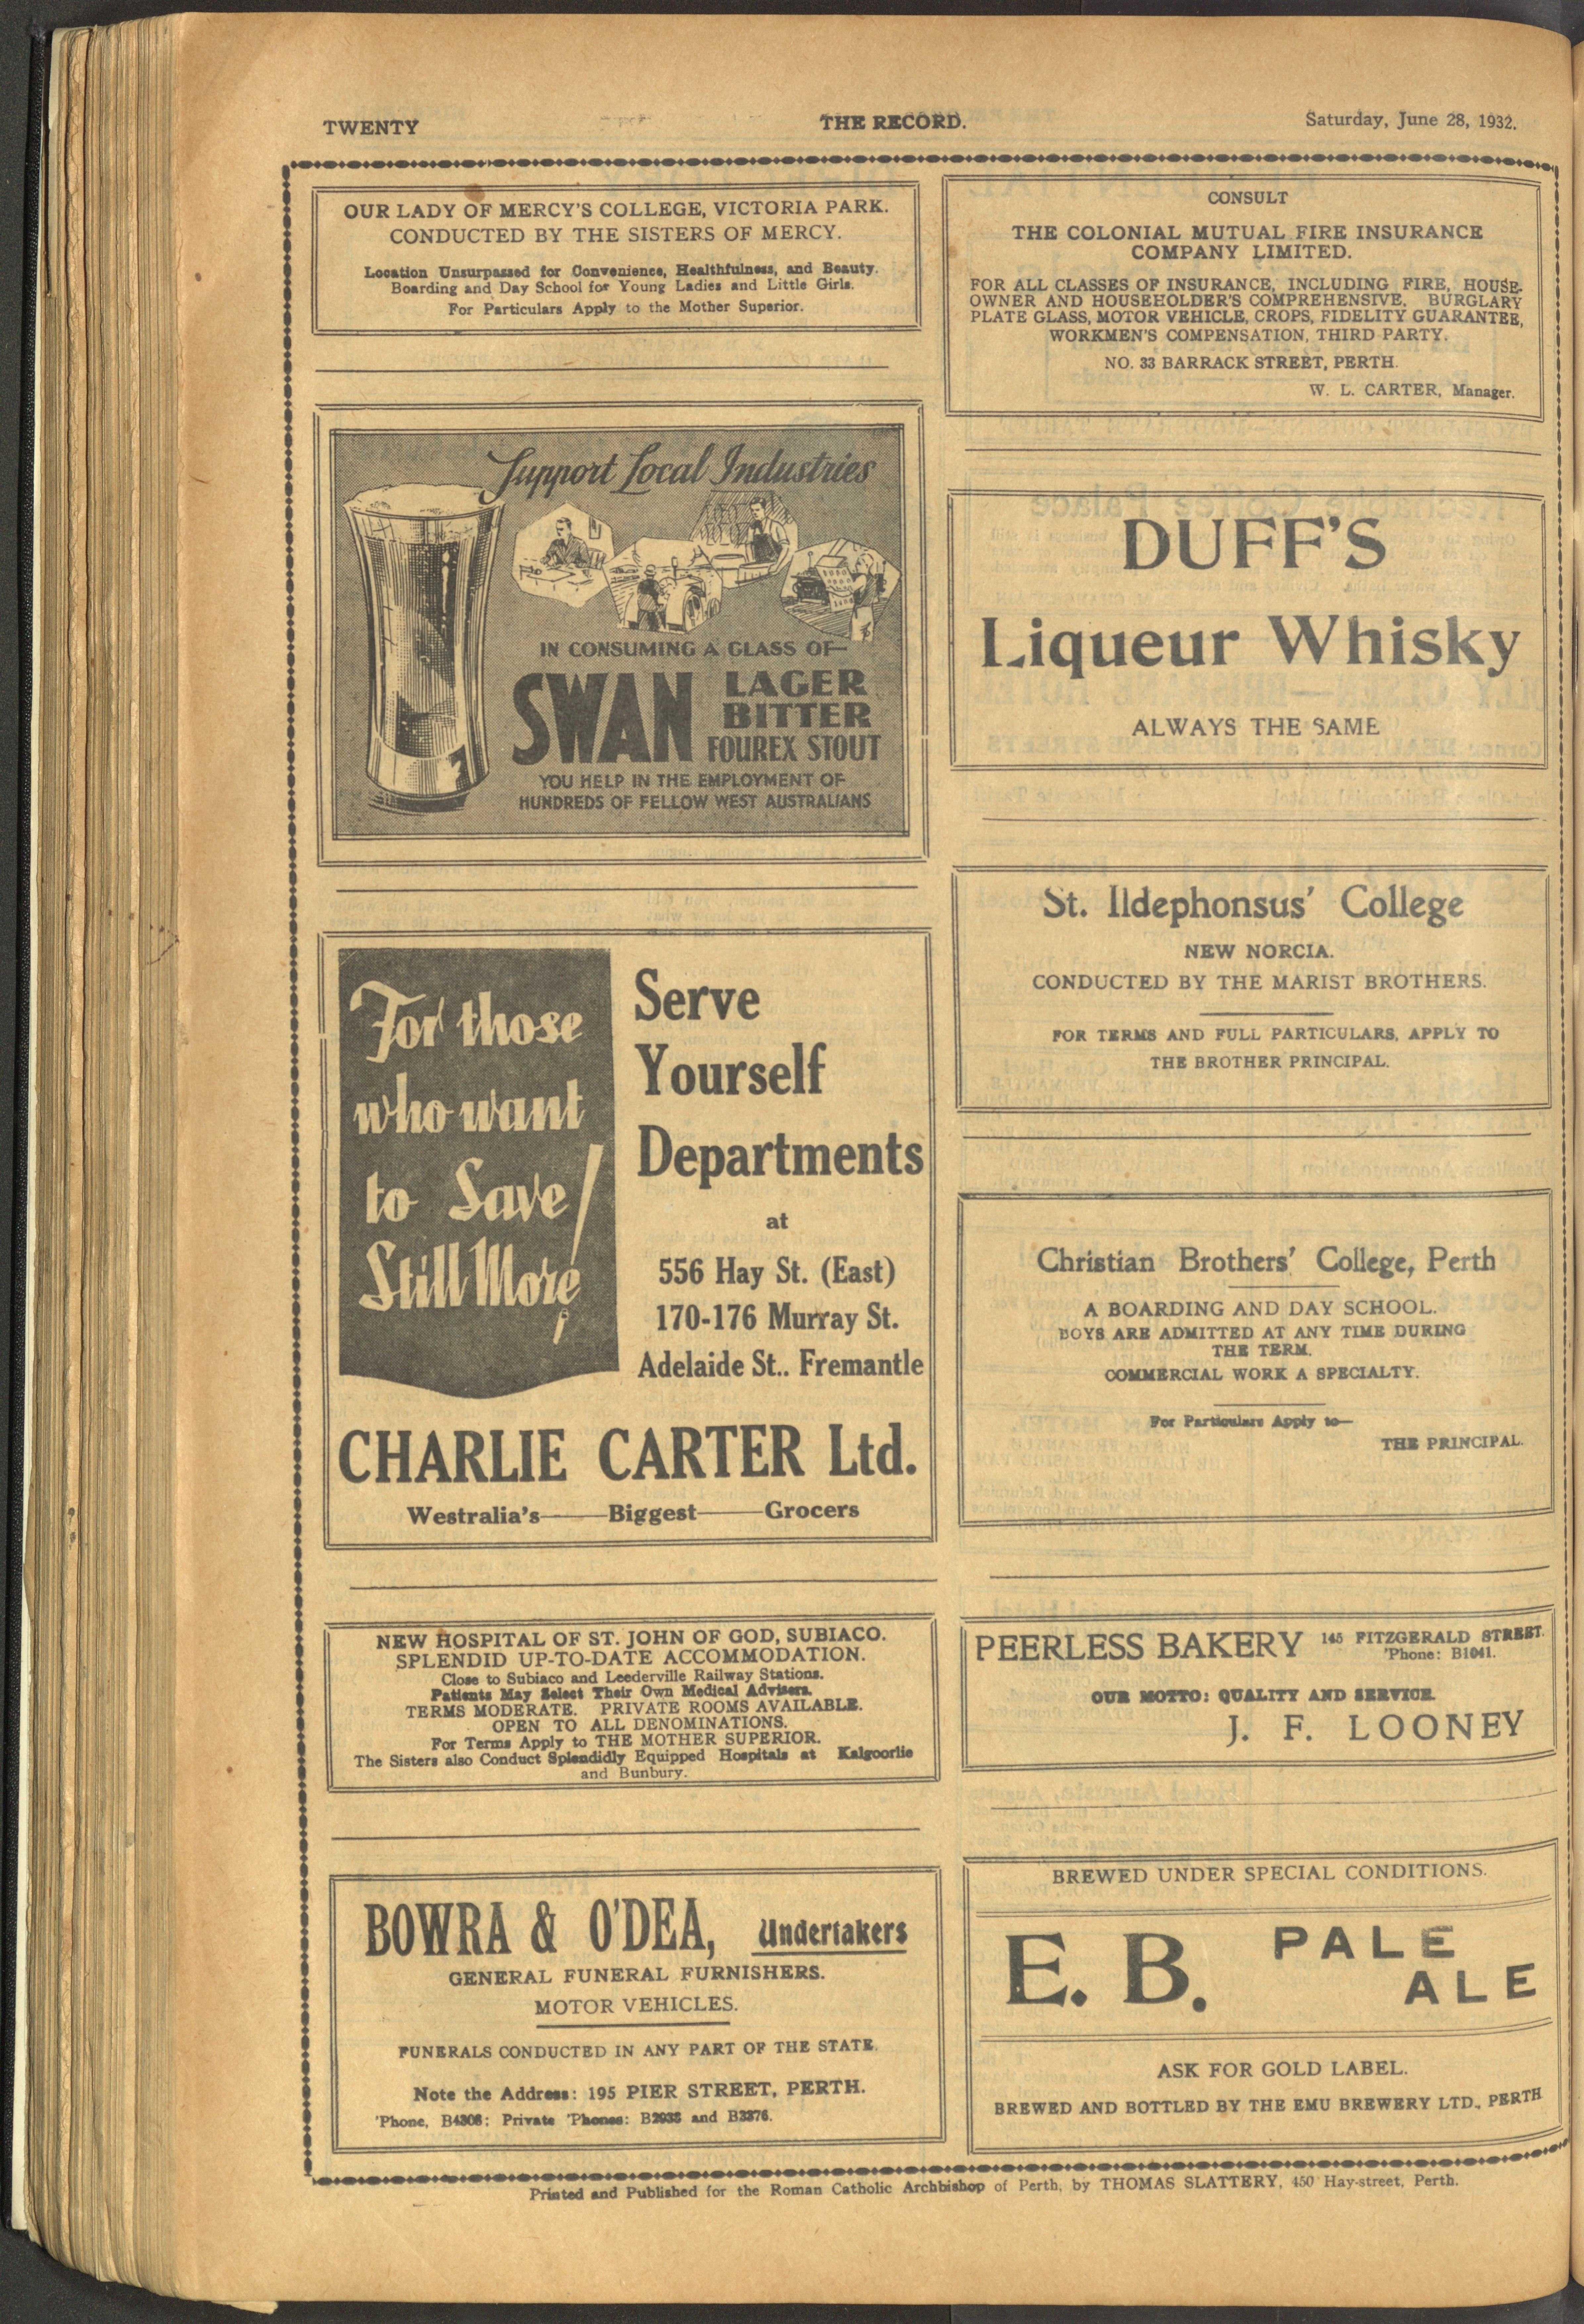 TWENTY
THE RECORD.
Saturday, June 28, 1932.
OUR LADY OF MERCY'S COLLEGE, VICTORIA PARK.
CONDUCTED BY THE SISTERS OF MERCY.
Location Unsurpassed for Convenience, Healthfulness, and Beauty.
Boarding and Day School for Young Ladies and Little Girls.
For Particulars Apply to the Mother Superior.
Support Local Industries
IN CONSUMING A GLASS OF—
SWAN LAGER
BITTER
FOUREX STOUT
YOU HELP IN THE EMPLOYMENT OF
HUNDREDS OF FELLOW WEST AUSTRALIANS
For those
who want
to Save!
Still More!
Serve
Yourself
Departments
at
556 Hay St. (East)
170-176 Murray St.
Adelaide St.. Fremantle
CHARLIE CARTER Ltd.
Westralia's—Biggest—Grocers
NEW HOSPITAL OF ST. JOHN OF GOD, SUBIACO.
SPLENDID UP-TO-DATE ACCOMMODATION.
Close to Subiaco and Leederville Railway Stations.
Patients May Select Their Own Medical Advisers.
TERMS MODERATE. PRIVATE ROOMS AVAILABLE.
OPEN TO ALL DENOMINATIONS.
For Terms Apply to THE MOTHER SUPERIOR.
The Sisters also Conduct Splendidly Equipped Hospitals at Kalgoorlie
and Bunbury.
BOWRA & O'DEA, Undertakers
GENERAL FUNERAL FURNISHERS.
MOTOR VEHICLES.
FUNERALS CONDUCTED IN ANY PART OF THE STATE.
Note the Address: 195 PIER STREET, PERTH.
'Phone, B4308; Private 'Phones: B2938 and B3376.
CONSULT
THE COLONIAL MUTUAL FIRE INSURANCE
COMPANY LIMITED.
FOR ALL CLASSES OF INSURANCE, INCLUDING FIRE, HOUSE-
OWNER AND HOUSEHOLDER'S COMPREHENSIVE, BURGLARY
PLATE GLASS, MOTOR VEHICLE, CROPS, FIDELITY GUARANTEE,
WORKMEN'S COMPENSATION, THIRD PARTY.
NO. 33 BARRACK STREET, PERTH.
W. L. CARTER, Manager.
DUFF'S
Liqueur Whisky
ALWAYS THE SAME
St. Ildephonsus' College
NEW NORCIA.
CONDUCTED BY THE MARIST BROTHERS.
FOR TERMS AND FULL PARTICULARS, APPLY TO
THE BROTHER PRINCIPAL.
Christian Brothers' College, Perth
A BOARDING AND DAY SCHOOL.
BOYS ARE ADMITTED AT ANY TIME DURING
THE TERM.
COMMERCIAL WORK A SPECIALTY.
For Particulars Apply to—
THE PRINCIPAL.
PEERLESS BAKERY 145 FITZGERALD STREET.
'Phone: B1041.
OUR MOTTO: QUALITY AND SERVICE.
J. F. LOONEY
BREWED UNDER SPECIAL CONDITIONS.
E. B. PALE
ALE
ASK FOR GOLD LABEL.
BREWED AND BOTTLED BY THE EMU BREWERY LTD., PERTH
Printed and Published for the Roman Catholic Archbishop of Perth, by THOMAS SLATTERY, 450 Hay-street, Perth.